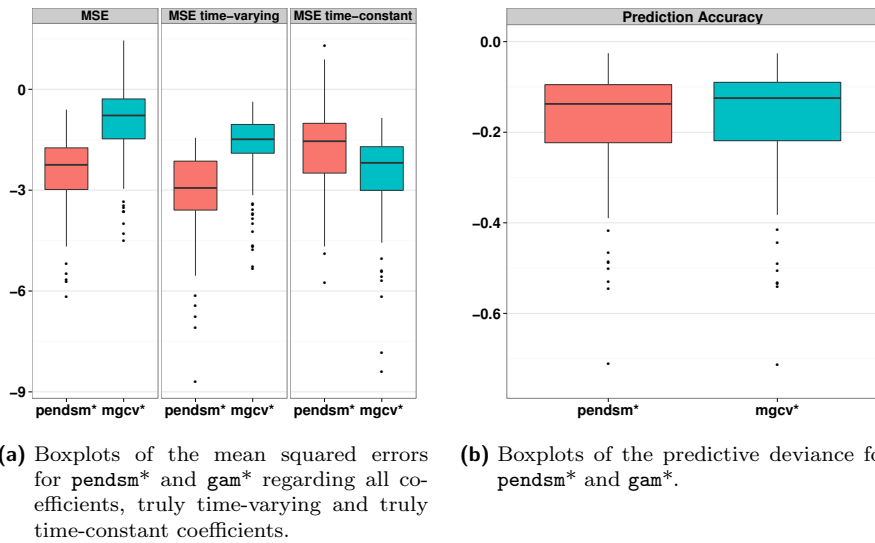 MSE
MSE time−varying
MSE time−constant
0
−3
−6
−9
pendsm* mgcv*
pendsm* mgcv*
pendsm* mgcv*
Prediction Accuracy
0.0
−0.2
−0.4
−0.6
pendsm*
mgcv*
(a) Boxplots of the mean squared errors
for pendsm* and gam* regarding all co-
efficients, truly time-varying and truly
time-constant coefficients.
(b) Boxplots of the predictive deviance fo
pendsm* and gam*.